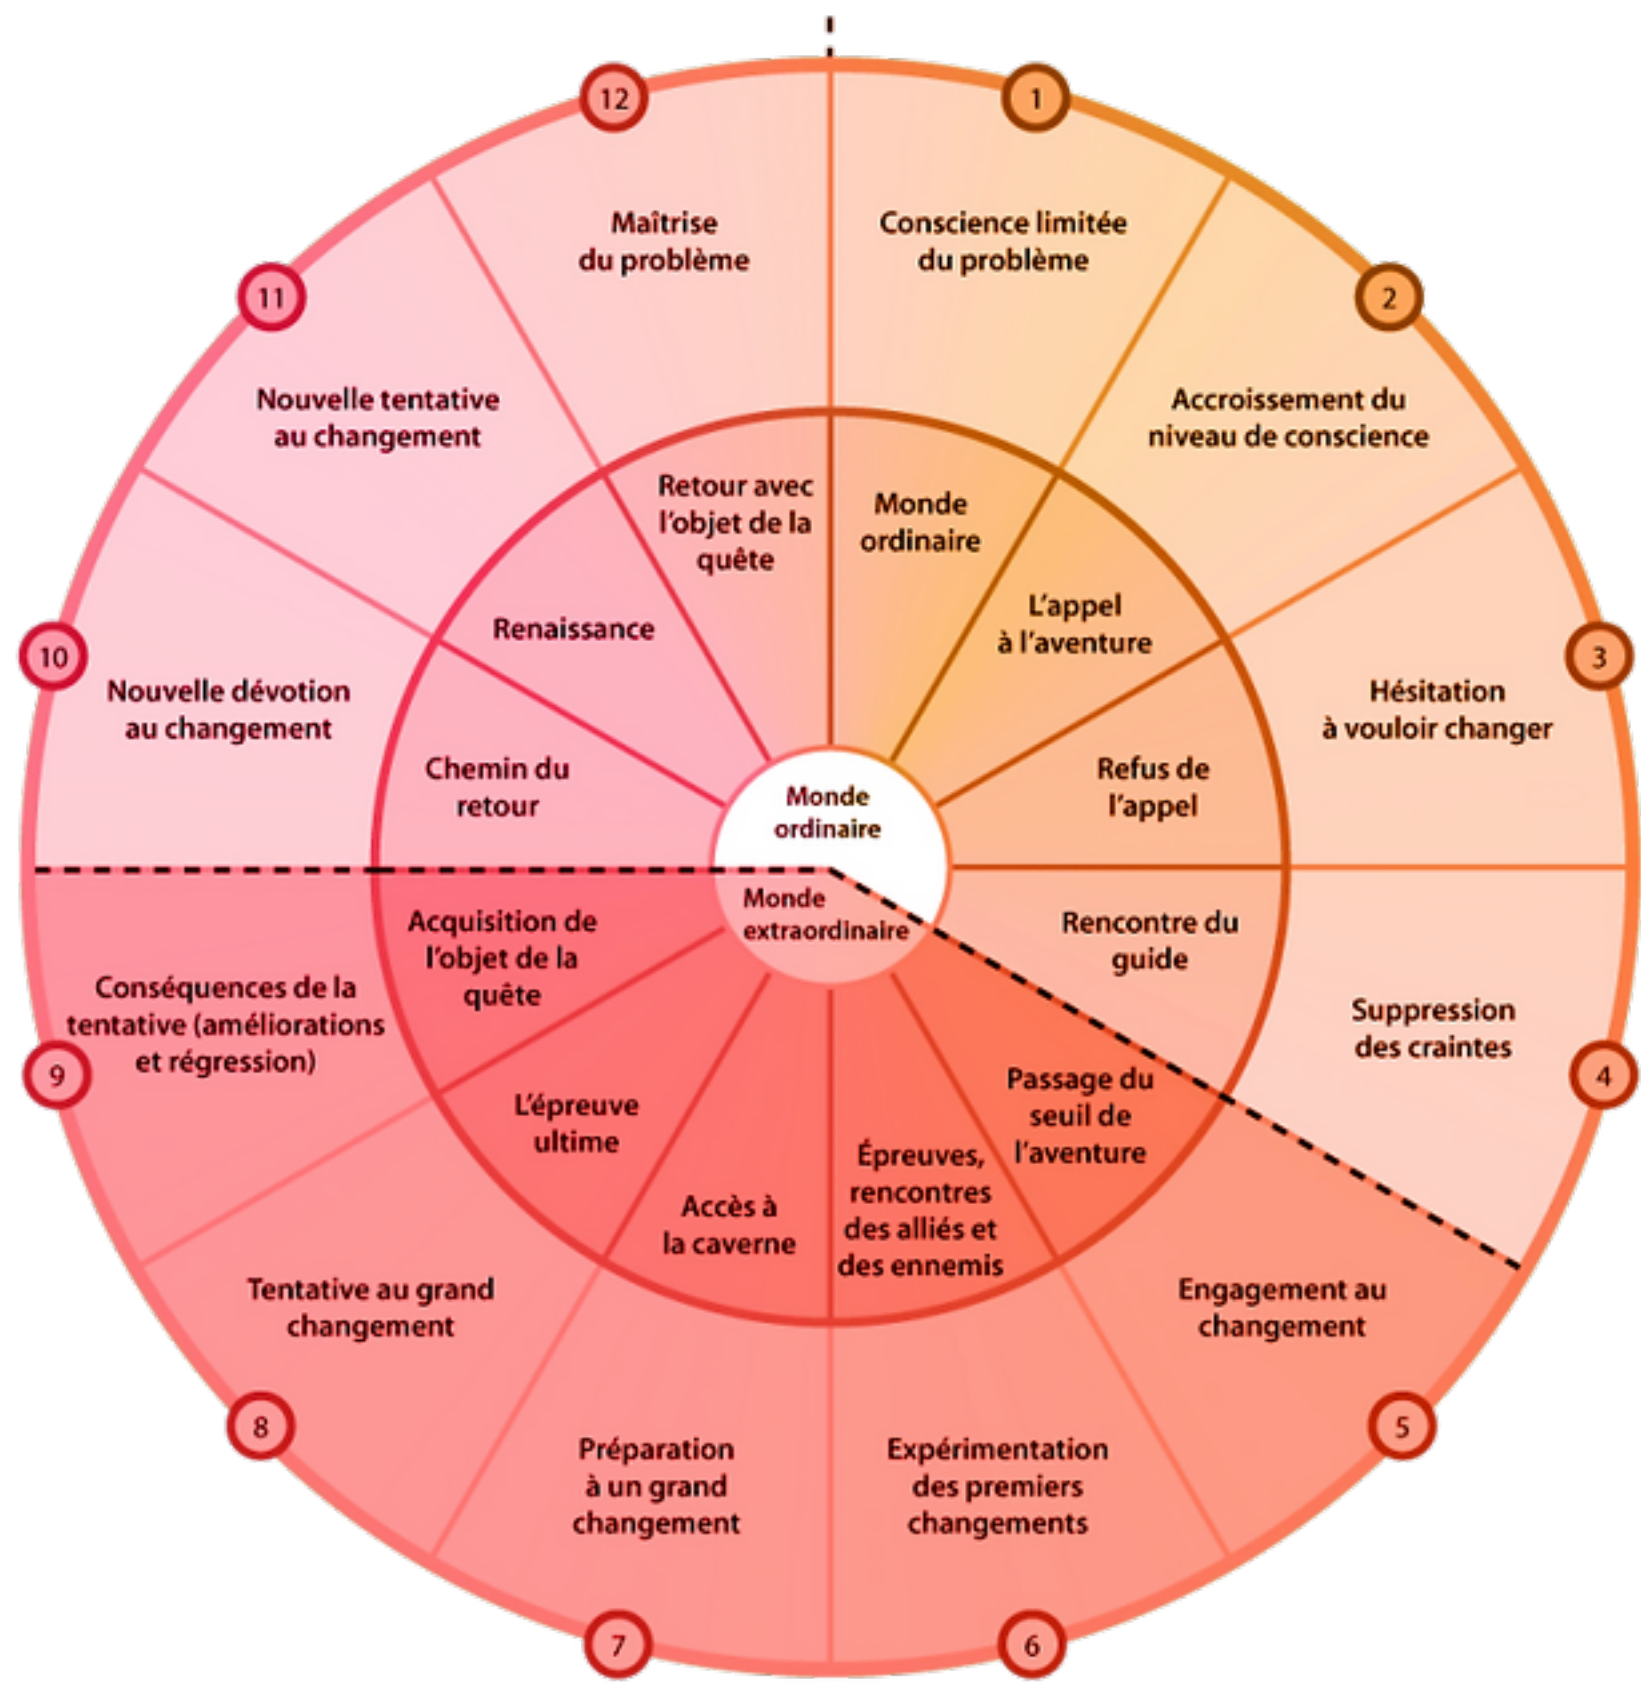 12
1
Maîtrise
du problème
Conscience limitée
du problème
11
2
Nouvelle tentative
au changement
Accroissement du
niveau de conscience
Retour avec
l'objet de la
quête
Monde
ordinaire
Renaissance
L'appel
à l'aventure
10
3
Nouvelle dévotion
au changement
Hésitation
à vouloir changer
Chemin du
retour
Refus de
l'appel
Monde
ordinaire
Monde
extraordinaire
Acquisition de
l'objet de la
quête
Rencontre du
guide
Conséquences de la
tentative (améliorations
et régression)
Suppression
des craintes
9
4
L'épreuve
ultime
Passage du
seuil de
l'aventure
Accès à
la caverne
Épreuves,
rencontres
des alliés et
des ennemis
Tentative au grand
changement
Engagement au
changement
8
5
Préparation
à un grand
changement
Expérimentation
des premiers
changements
7
6